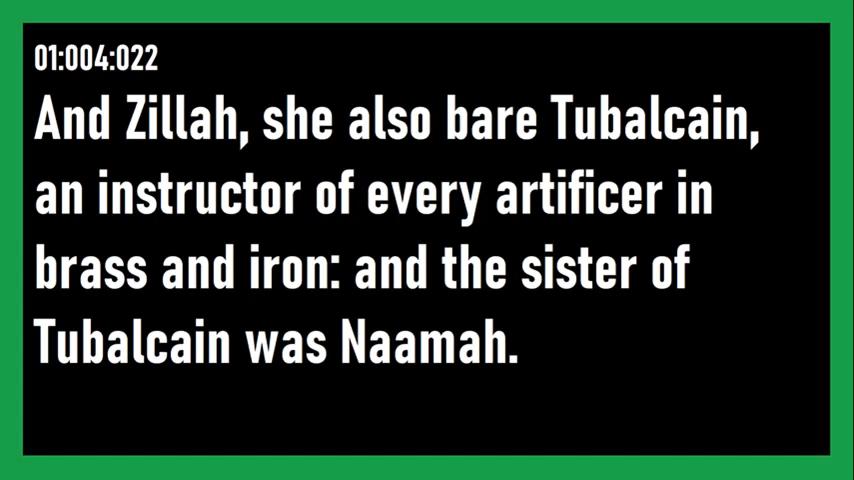 01:004:022
And Zillah, she also bare Tubalcain,
an instructor of every artificer in
brass and iron: and the sister of
Tubalcain was Naamah.